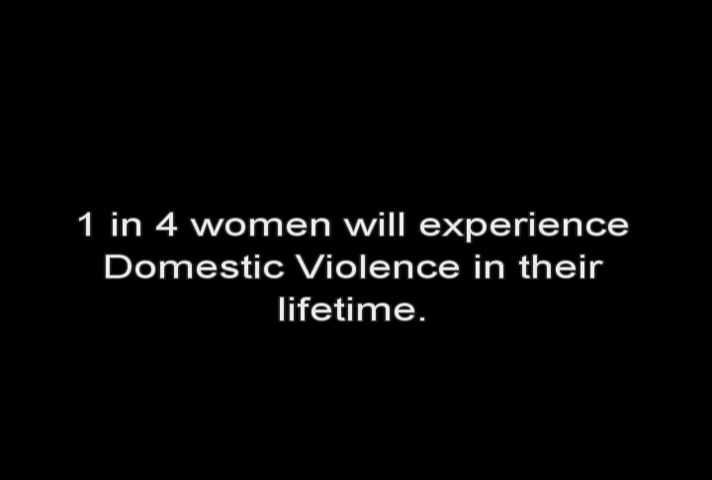 1 in 4 women will experience
Domestic Violence in their
lifetime.